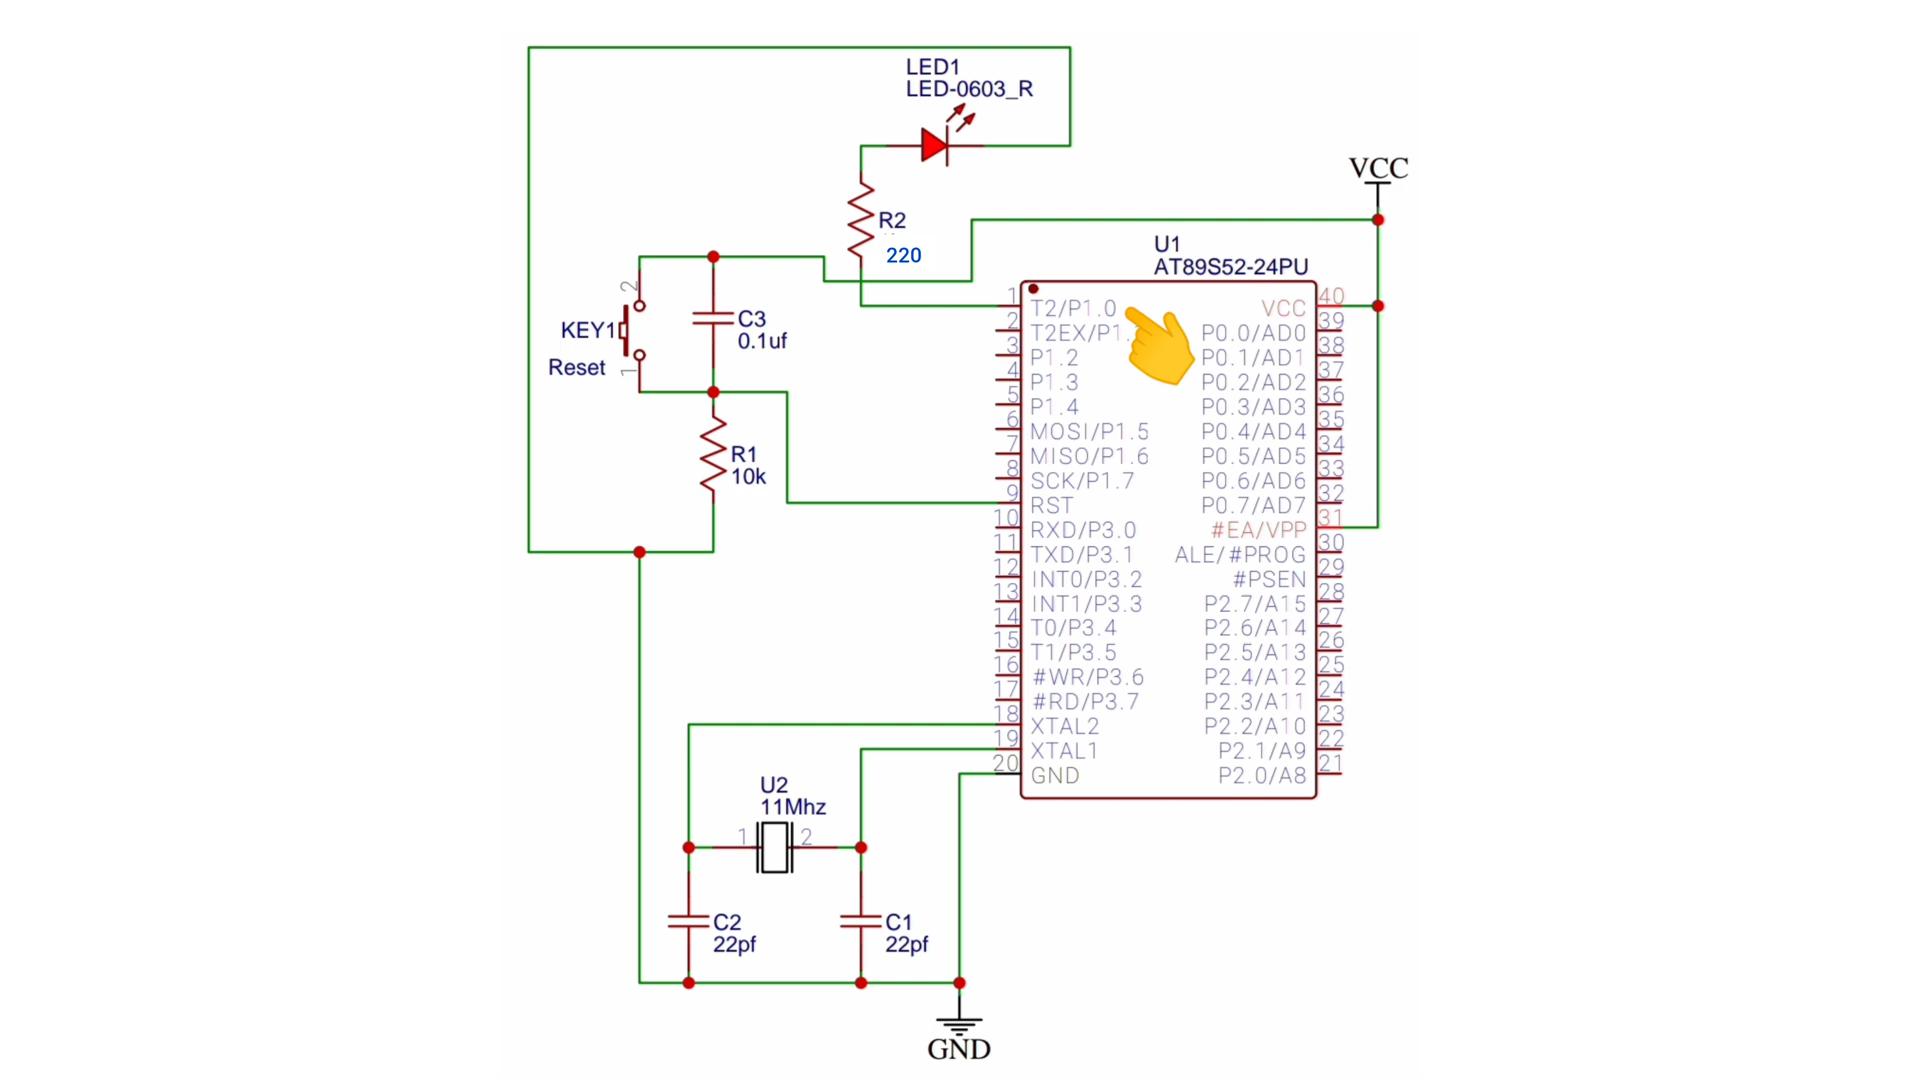 LED1
LED-0603_R
VCC
R2
220
U1
AT89S52-24PU
2
KEY1
Reset
1
C3
0.1uf
R1
10k
1 T2/P1.0 VCC 40
2 T2EX/P1. P0.0/AD0 39
3 P1.2 P0.1/AD1 38
4 P1.3 P0.2/AD2 37
5 P1.4 P0.3/AD3 36
6 MOSI/P1.5 P0.4/AD4 35
7 MISO/P1.6 P0.5/AD5 34
8 SCK/P1.7 P0.6/AD6 33
9 RST P0.7/AD7 32
10 RXD/P3.0 #EA/VPP 31
11 TXD/P3.1 ALE/#PROG 30
12 INT0/P3.2 #PSEN 29
13 INT1/P3.3 P2.7/A15 28
14 T0/P3.4 P2.6/A14 27
15 T1/P3.5 P2.5/A13 26
16 #WR/P3.6 P2.4/A12 25
17 #RD/P3.7 P2.3/A11 24
18 XTAL2 P2.2/A10 23
19 XTAL1 P2.1/A9 22
20 GND P2.0/A8 21
U2
11Mhz
1 2
C2
22pf
C1
22pf
GND